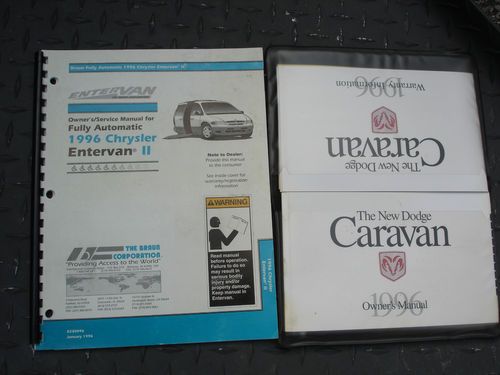 Braun Fully Automatic 1996 Chrysler Entervan® II
ENTERVAN
Owner's/Service Manual for
Fully Automatic
1996 Chrysler
Entervan® II
Note to Dealer:
Provide this manual
to the consumer
See inside cover for
warranty/registration
information
WARNING
Read manual
before operation.
Failure to do so
may result in
serious bodily
injury and/or
property damage.
Keep manual in
Entervan.
THE BRAUN
CORPORATION®
"Providing Access to the World"
1996 Chrysler
Entervan® II
January 1996
1996
Warranty Information
The New Dodge
Caravan
The New Dodge
Caravan
1996
Owner's Manual